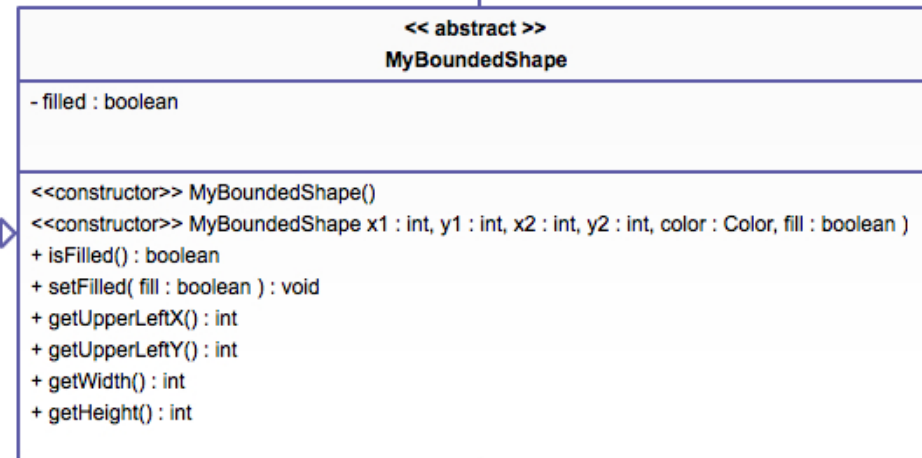 << abstract >>
MyBoundedShape
- filled : boolean
<<constructor>> MyBoundedShape()
<<constructor>> MyBoundedShape x1 : int, y1 : int, x2 : int, y2 : int, color : Color, fill : boolean )
+ isFilled() : boolean
+ setFilled( fill : boolean ) : void
+ getUpperLeftX() : int
+ getUpperLeftY() : int
+ getWidth() : int
+ getHeight() : int